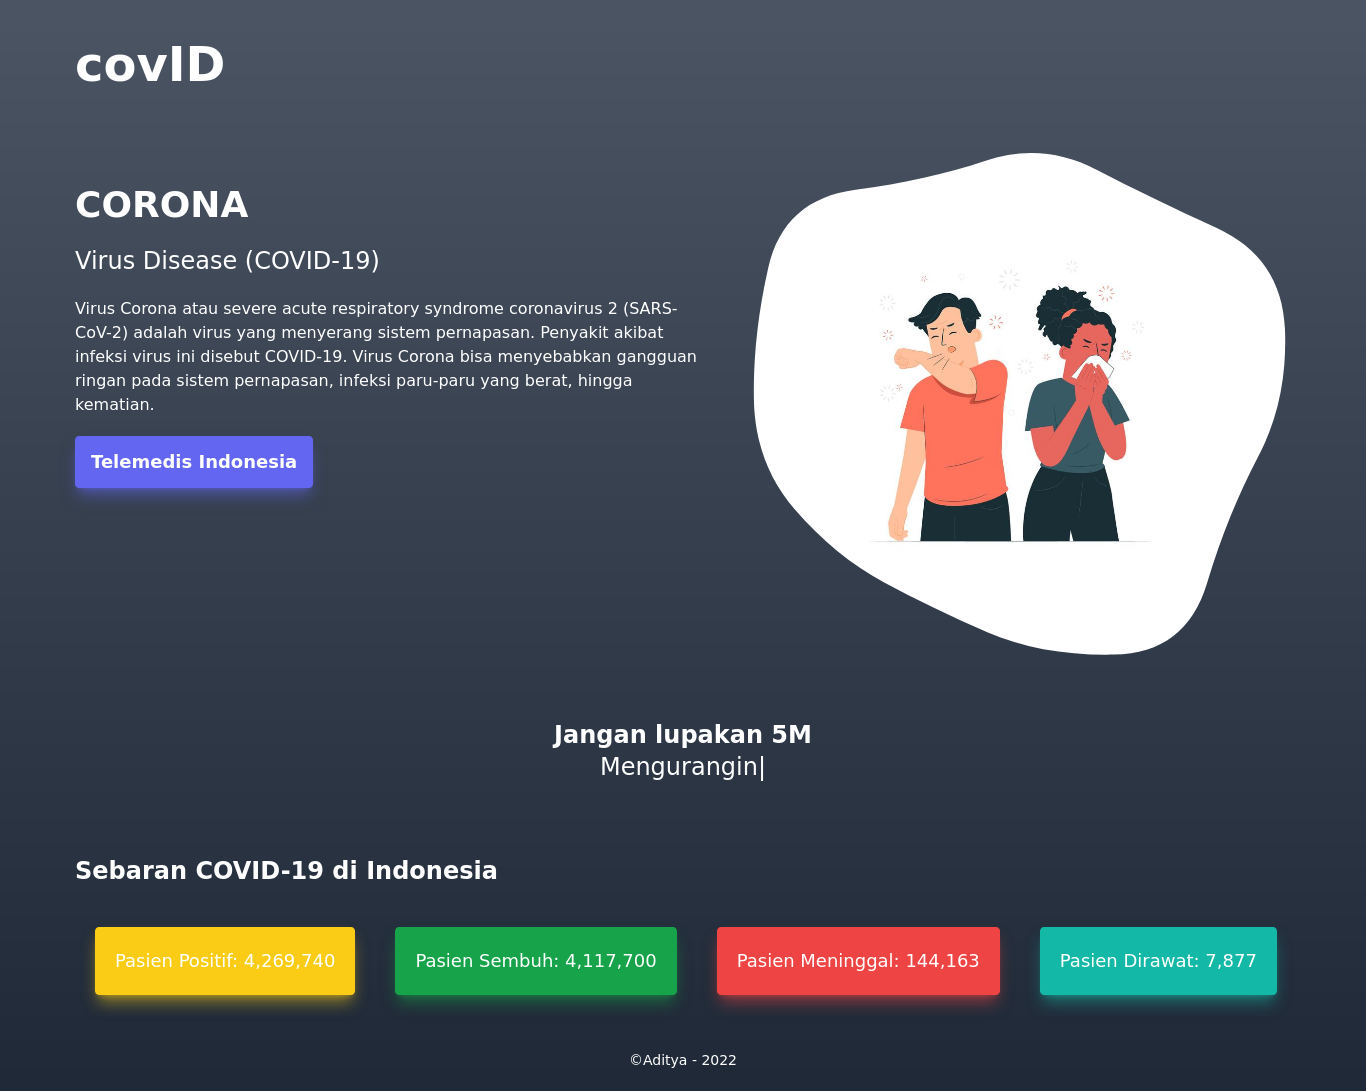 covID
CORONA
Virus Disease (COVID-19)
Virus Corona atau severe acute respiratory syndrome coronavirus 2 (SARS-
CoV-2) adalah virus yang menyerang sistem pernapasan. Penyakit akibat
infeksi virus ini disebut COVID-19. Virus Corona bisa menyebabkan gangguan
ringan pada sistem pernapasan, infeksi paru-paru yang berat, hingga
kematian.
Telemedis Indonesia
Jangan lupakan 5M
Mengurangin|
Sebaran COVID-19 di Indonesia
Pasien Positif: 4,269,740
Pasien Sembuh: 4,117,700
Pasien Meninggal: 144,163
Pasien Dirawat: 7,877
©Aditya - 2022